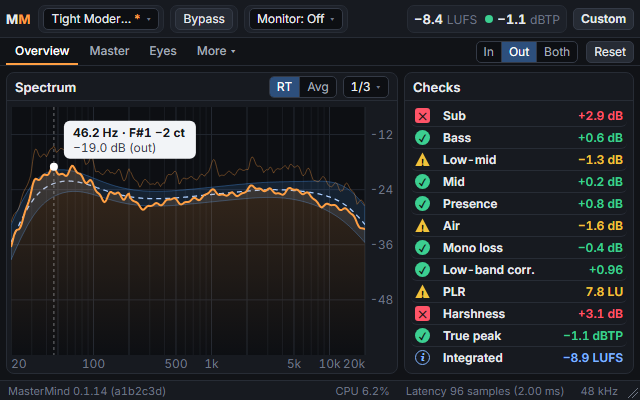 MM Tight Moder... * Bypass Monitor: Off −8.4 LUFS −1.1 dBTP Custom
Overview Master Eyes More In Out Both Reset
Spectrum RT Avg 1/3
46.2 Hz · F#1 −2 ct
−19.0 dB (out)
-12
-24
-36
-48
20 100 500 1k 5k 10k 20k
Checks
Sub +2.9 dB
Bass +0.6 dB
Low-mid −1.3 dB
Mid +0.2 dB
Presence +0.8 dB
Air −1.6 dB
Mono loss −0.4 dB
Low-band corr. +0.96
PLR 7.8 LU
Harshness +3.1 dB
True peak −1.1 dBTP
Integrated −8.9 LUFS
MasterMind 0.1.14 (a1b2c3d) CPU 6.2% Latency 96 samples (2.00 ms) 48 kHz